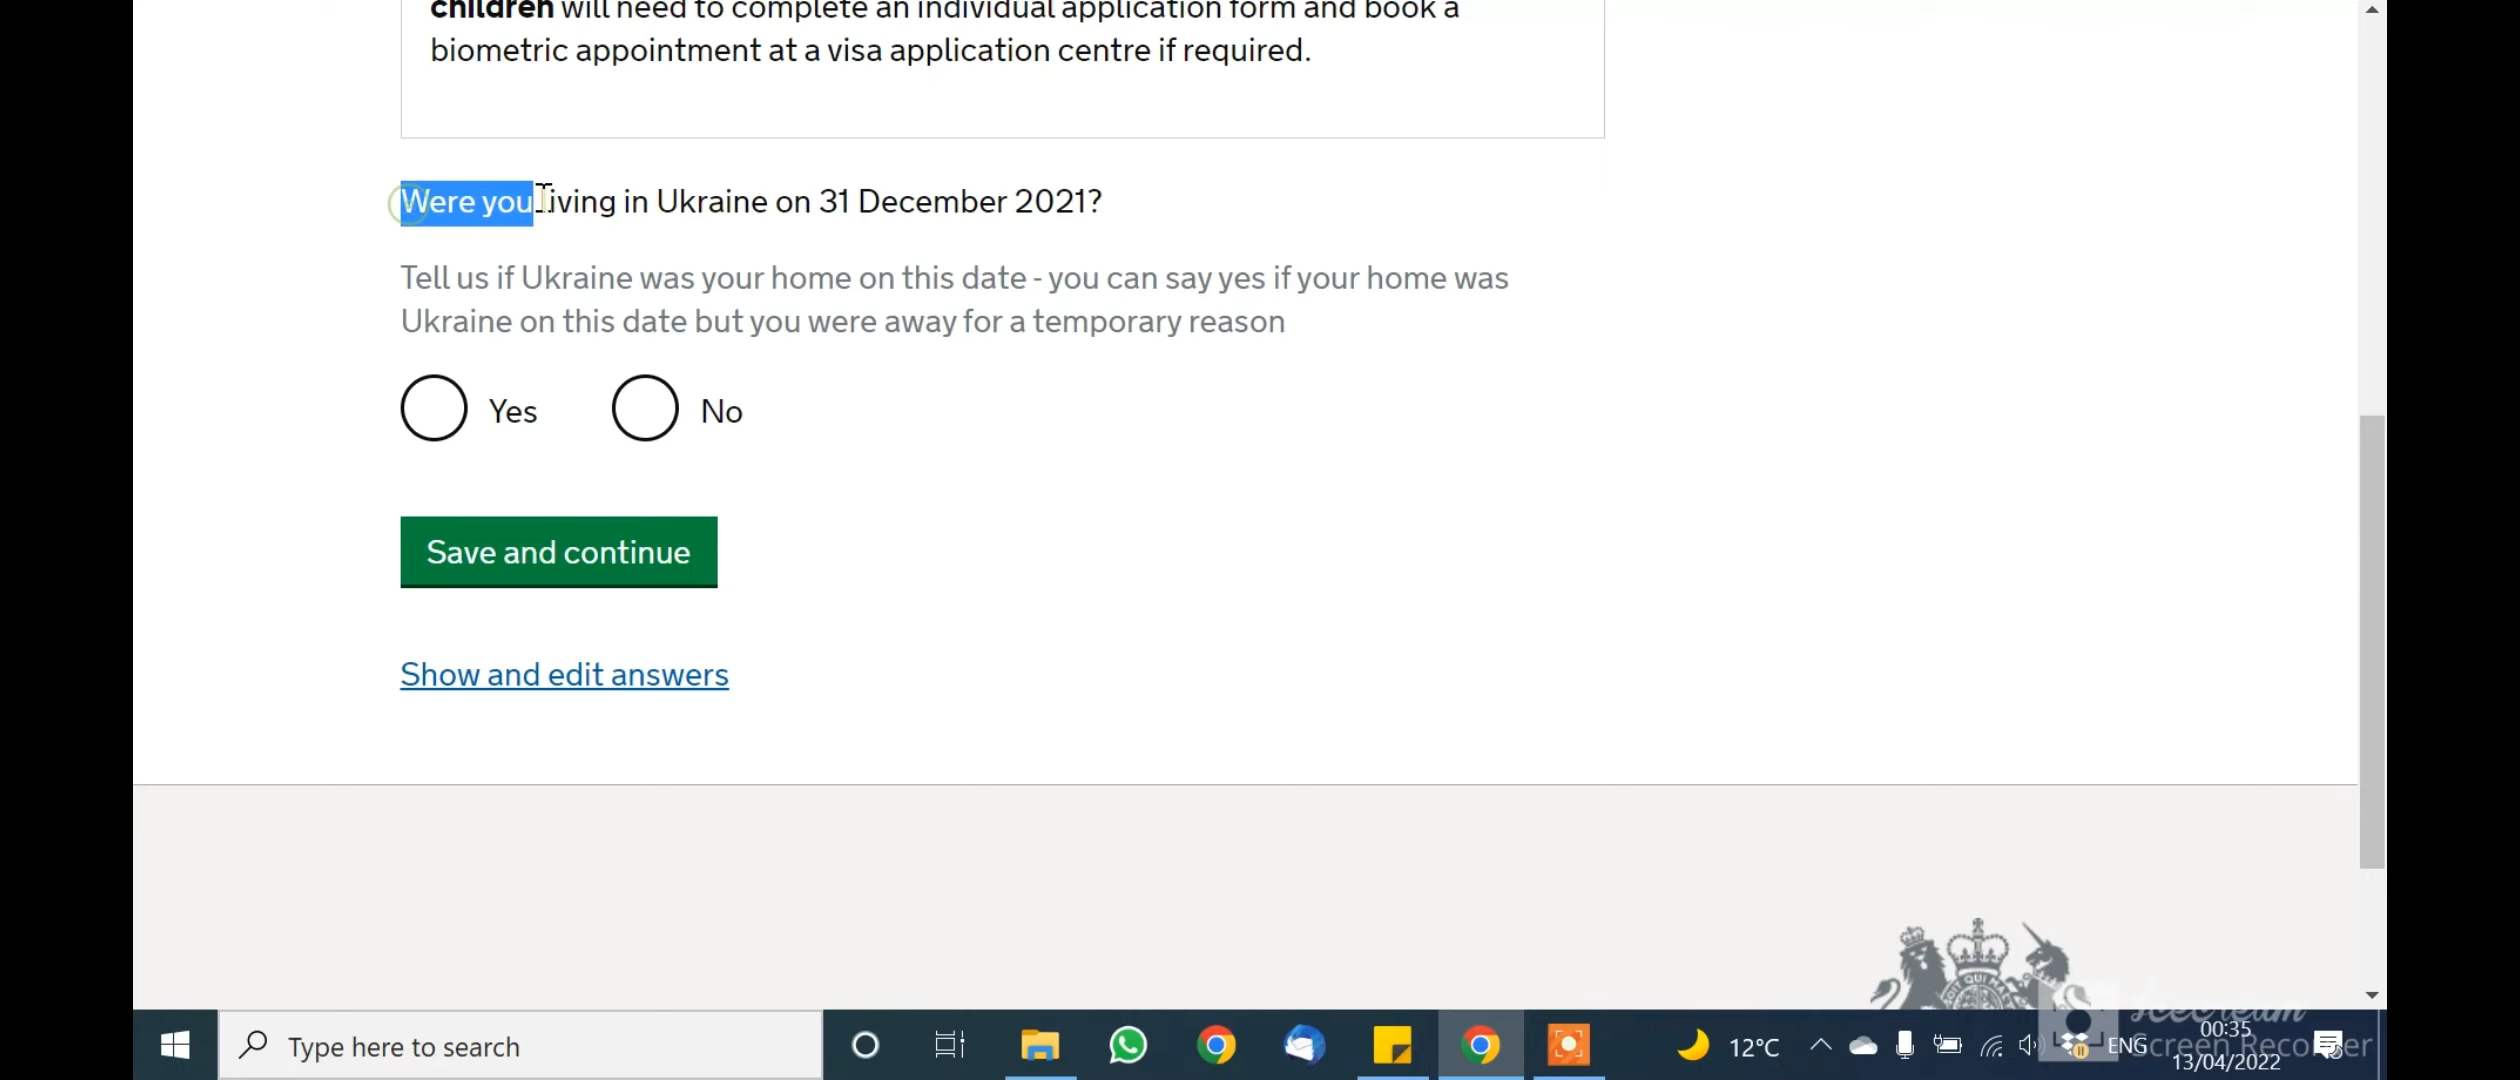 children will need to complete an individual application form and book a
biometric appointment at a visa application centre if required.
Were you living in Ukraine on 31 December 2021?
Tell us if Ukraine was your home on this date - you can say yes if your home was
Ukraine on this date but you were away for a temporary reason
Yes No
Save and continue
Show and edit answers
Icecream
Screen Recorder
Type here to search
12°C
ENG
00:35
13/04/2022